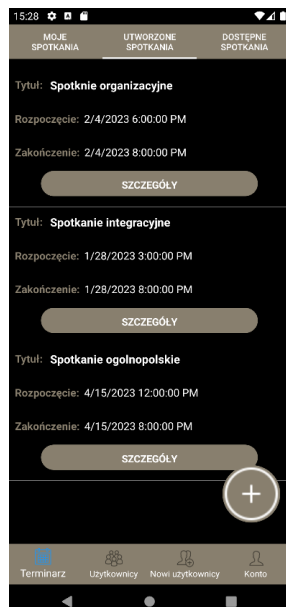 15:28
MOJE SPOTKANIA
UTWORZONE SPOTKANIA
DOSTĘPNE SPOTKANIA
Tytuł: Spotknie organizacyjne
Rozpoczęcie: 2/4/2023 6:00:00 PM
Zakończenie: 2/4/2023 8:00:00 PM
SZCZEGÓŁY
Tytuł: Spotkanie integracyjne
Rozpoczęcie: 1/28/2023 3:00:00 PM
Zakończenie: 1/28/2023 8:00:00 PM
SZCZEGÓŁY
Tytuł: Spotkanie ogolnopolskie
Rozpoczęcie: 4/15/2023 12:00:00 PM
Zakończenie: 4/15/2023 8:00:00 PM
SZCZEGÓŁY
+
Terminarz Użytkownicy Nowi użytkownicy Konto